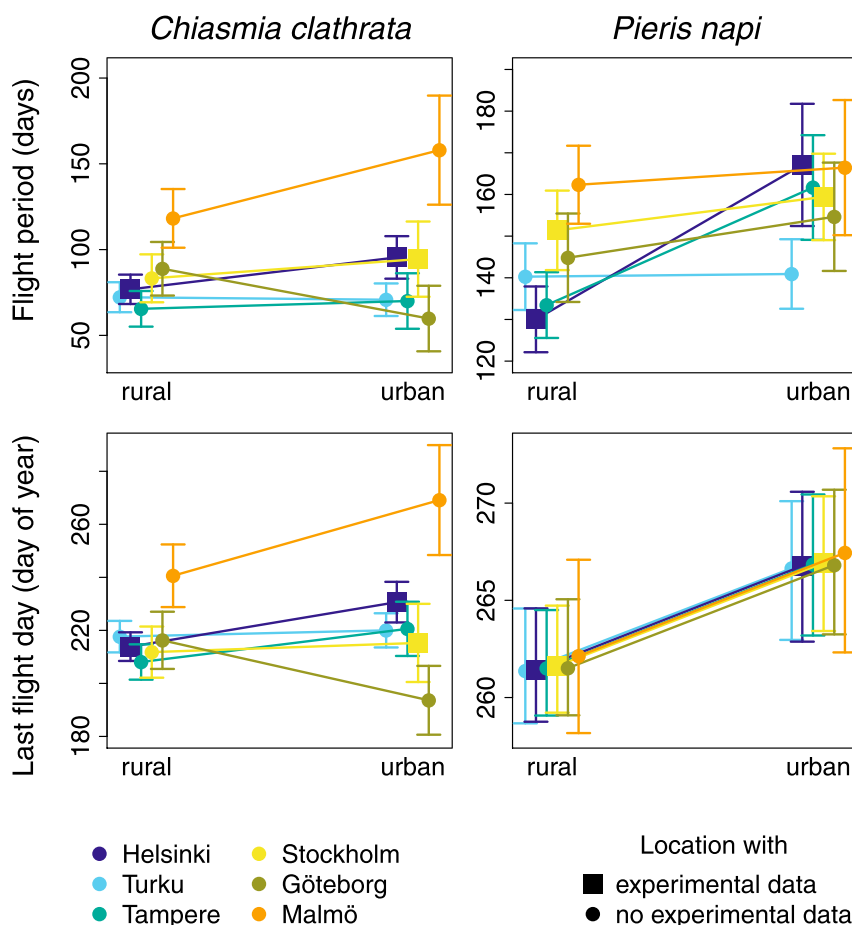 Chiasmia clathrata
Pieris napi
Flight period (days)
200
150
100
50
rural urban
180
160
140
120
rural urban
Last flight day (day of year)
260
220
180
rural urban
270
265
260
rural urban
Helsinki
Turku
Tampere
Stockholm
Göteborg
Malmö
Location with
experimental data
no experimental data